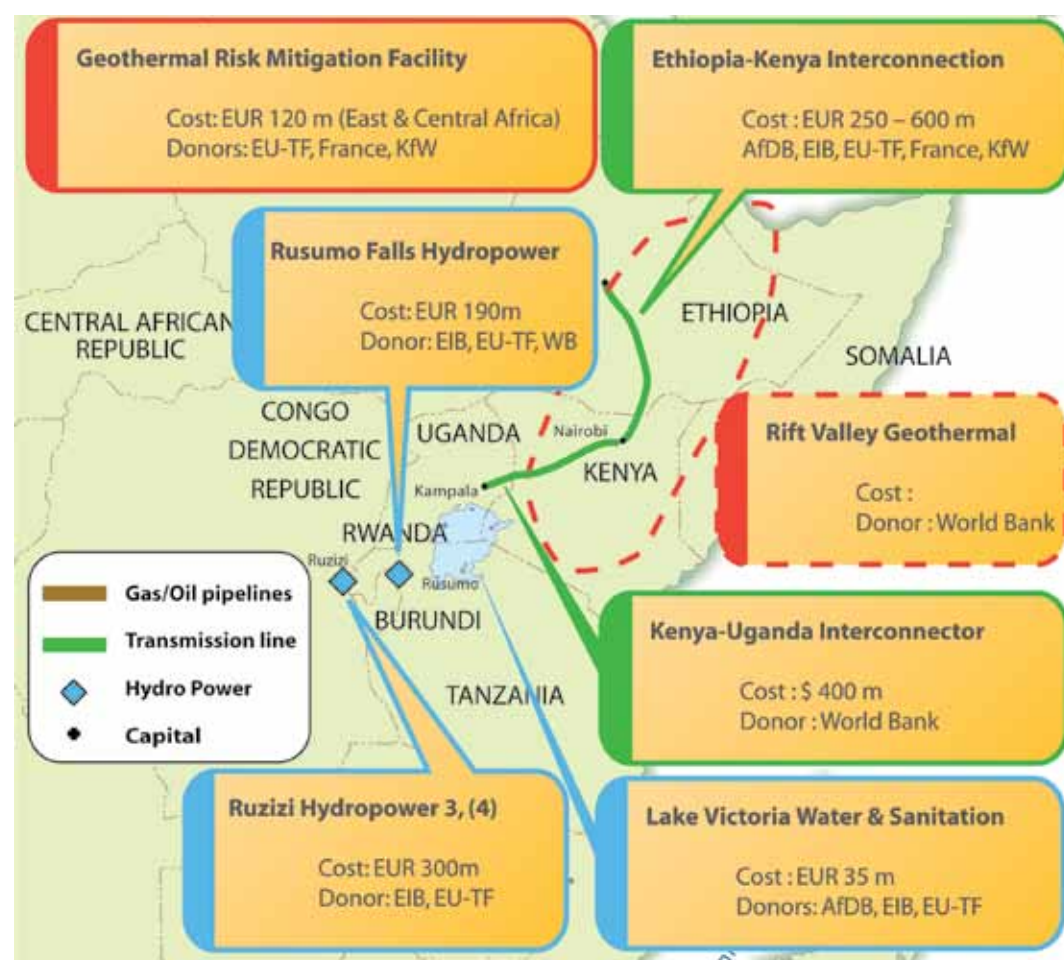 Geothermal Risk Mitigation Facility
Cost: EUR 120 m (East & Central Africa)
Donors: EU-TF, France, KfW
Ethiopia-Kenya Interconnection
Cost : EUR 250 – 600 m
AfDB, EIB, EU-TF, France, KfW
Rusumo Falls Hydropower
Cost: EUR 190m
Donor: EIB, EU-TF, WB
CENTRAL AFRICAN
REPUBLIC
ETHIOPIA
SOMALIA
CONGO
DEMOCRATIC
REPUBLIC
UGANDA
Nairobi
KENYA
Kampala
Rift Valley Geothermal
Cost :
Donor : World Bank
RWANDA
Ruzizi
Rusumo
BURUNDI
TANZANIA
Gas/Oil pipelines
Transmission line
Hydro Power
Capital
Kenya-Uganda Interconnector
Cost : $ 400 m
Donor : World Bank
Ruzizi Hydropower 3, (4)
Cost: EUR 300m
Donor: EIB, EU-TF
Lake Victoria Water & Sanitation
Cost : EUR 35 m
Donors: AfDB, EIB, EU-TF